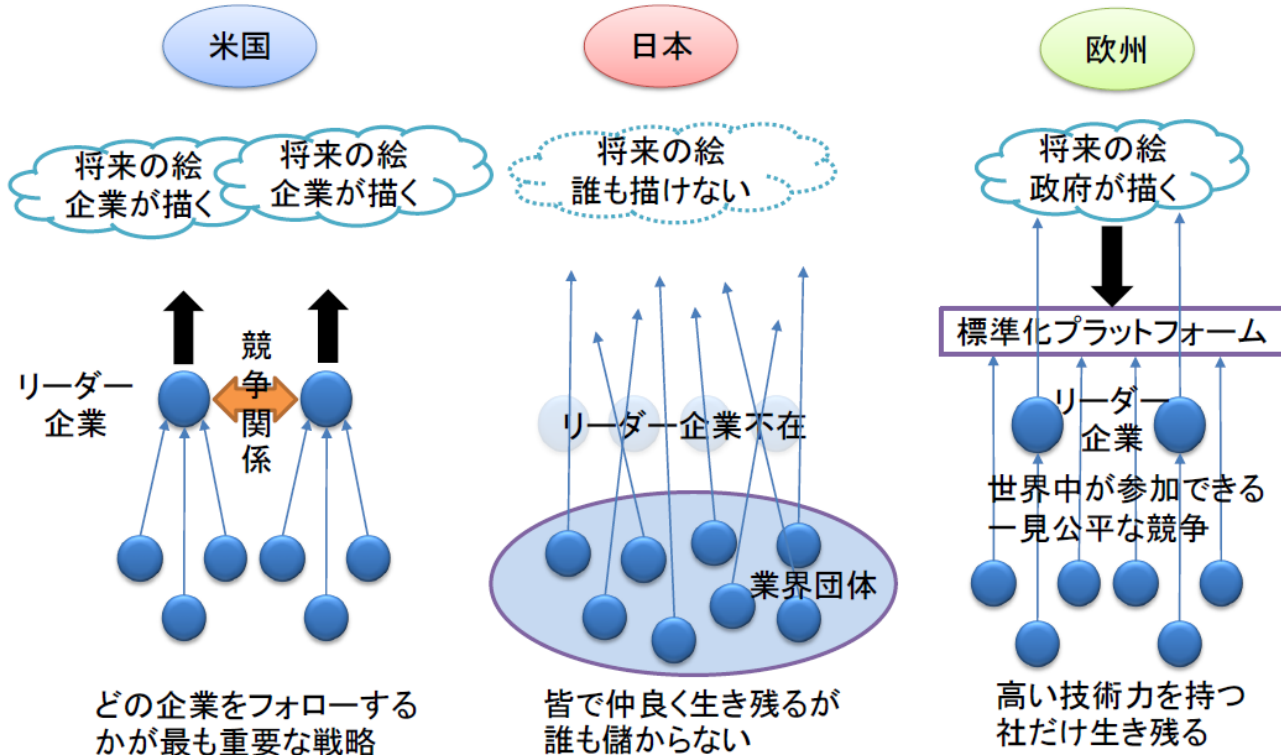 米国
将来の絵
企業が描く
将来の絵
企業が描く
リーダー
企業
競争関係
どの企業をフォローする
かが最も重要な戦略
日本
将来の絵
誰も描けない
リーダー企業不在
業界団体
皆で仲良く生き残るが
誰も儲からない
欧州
将来の絵
政府が描く
標準化プラットフォーム
リーダー
企業
世界中が参加できる
一見公平な競争
高い技術力を持つ
社だけ生き残る